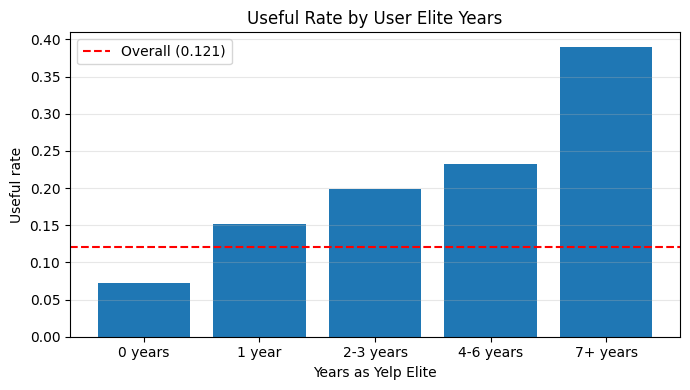 Useful Rate by User Elite Years
Overall (0.121)
Useful rate
0.40
0.35
0.30
0.25
0.20
0.15
0.10
0.05
0.00
0 years
1 year
2-3 years
4-6 years
7+ years
Years as Yelp Elite